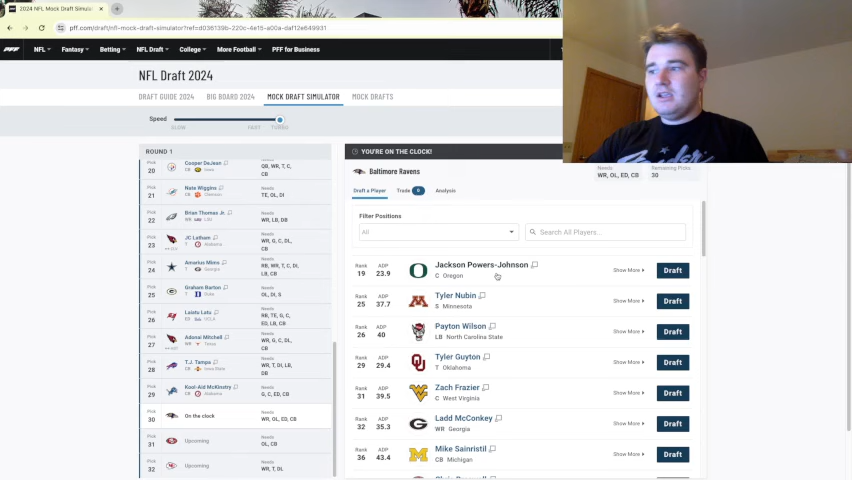 2024 NFL Mock Draft Simula
pff.com/draft/nfl-mock-draft-simulator?ref=d036139b-220c-4e15-a00a-daf12e649931
PFF
NFL
Fantasy
Betting
NFL Draft
College
More Football
PFF for Business
NFL Draft 2024
DRAFT GUIDE 2024
BIG BOARD 2024
MOCK DRAFT SIMULATOR
MOCK DRAFTS
Speed
SLOW
FAST
TURBO
ROUND 1
Pick 20
Cooper DeJean
CB Iowa
Needs
OB, WR, T, C, CB
Pick 21
Nate Wiggins
CB Clemson
Needs
TE, OL, DI
Pick 22
Brian Thomas Jr.
WR LSU
Needs
WR, LB, DB
Pick 23
JC Latham
T Alabama
Needs
WR, G, C, DL, CB
Pick 24
Amarius Mims
T Georgia
Needs
RB, WR, T, C, DI, LB, CB
Pick 25
Graham Barton
T Duke
Needs
OL, DI, S
Pick 26
Laiatu Latu
ED UCLA
Needs
RB, TE, G, C, ED, LB, CB
Pick 27
Adonai Mitchell
WR Texas
Needs
WR, G, C, DL, CB
Pick 28
T.J. Tampa
CB Iowa State
Needs
WR, T, DI, LB, DB
Pick 29
Kool-Aid McKinstry
CB Alabama
Needs
G, C, ED, CB
Pick 30
On the clock
Needs
WR, OL, ED, CB
Pick 31
Upcoming
Needs
OL, CB
Pick 32
Upcoming
Needs
WR, T, DL
YOU'RE ON THE CLOCK!
Baltimore Ravens
Needs
WR, OL, ED, CB
Remaining Picks
30
Draft a Player
Trade 0
Analysis
Filter Positions
All
Search All Players...
Rank 19
ADP 23.9
Jackson Powers-Johnson
C Oregon
Show More
Draft
Rank 25
ADP 37.7
Tyler Nubin
S Minnesota
Show More
Draft
Rank 26
ADP 40
Payton Wilson
LB North Carolina State
Show More
Draft
Rank 29
ADP 29.4
Tyler Guyton
T Oklahoma
Show More
Draft
Rank 31
ADP 39.5
Zach Frazier
C West Virginia
Show More
Draft
Rank 32
ADP 35.3
Ladd McConkey
WR Georgia
Show More
Draft
Rank 36
ADP 43.4
Mike Sainristil
CB Michigan
Show More
Draft